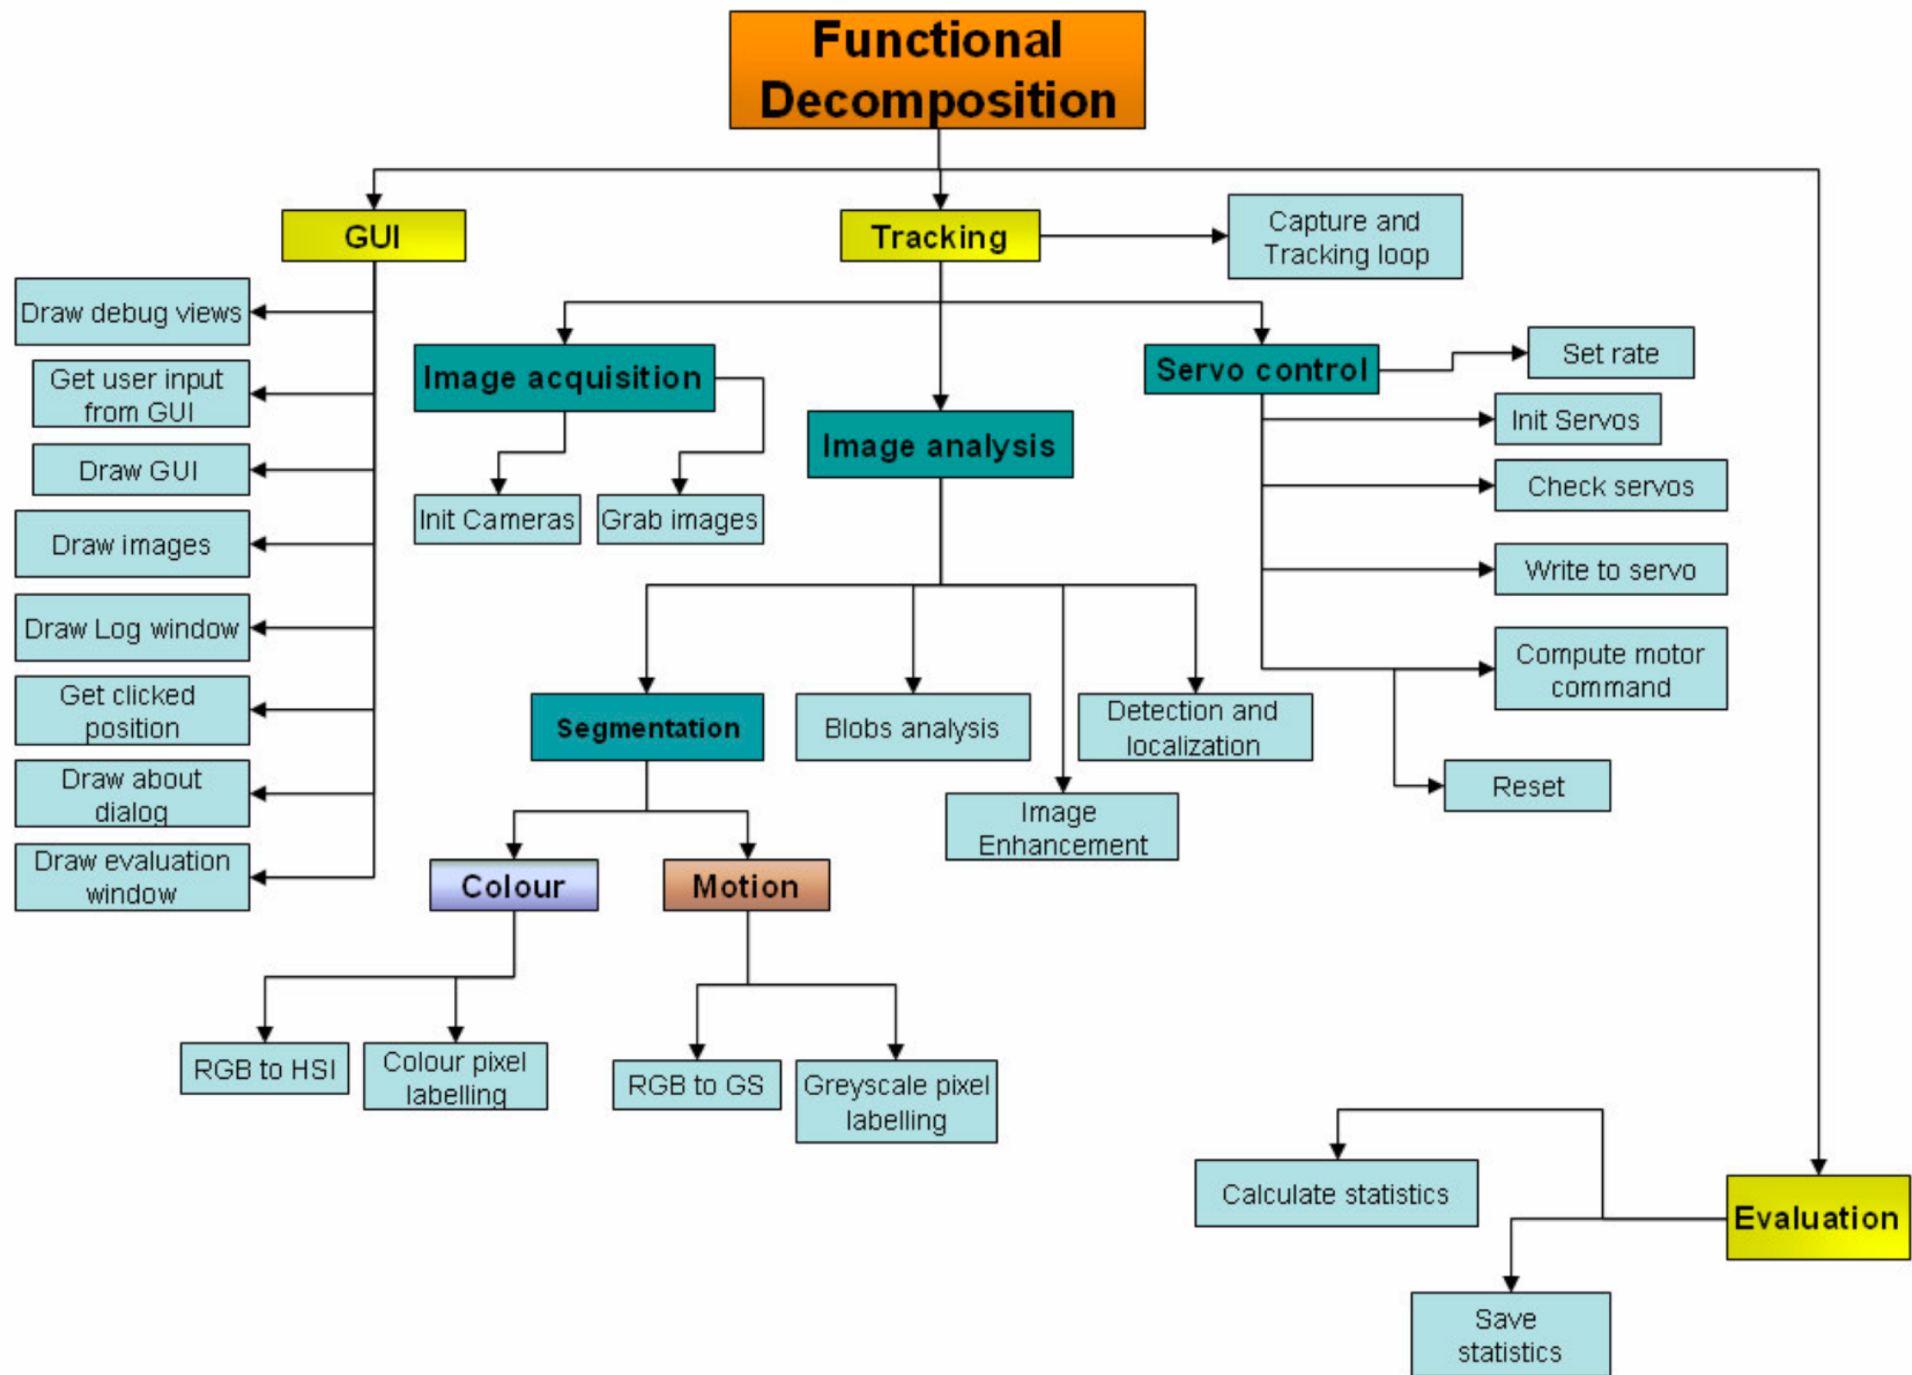 Functional
Decomposition
GUI
Tracking
Capture and
Tracking loop
Draw debug views
Get user input
from GUI
Draw GUI
Draw images
Draw Log window
Get clicked
position
Draw about
dialog
Draw evaluation
window
Image acquisition
Init Cameras
Grab images
Image analysis
Servo control
Set rate
Init Servos
Check servos
Write to servo
Compute motor
command
Reset
Segmentation
Blobs analysis
Image
Enhancement
Detection and
localization
Colour
Motion
RGB to HSI
Colour pixel
labelling
RGB to GS
Greyscale pixel
labelling
Calculate statistics
Evaluation
Save
statistics